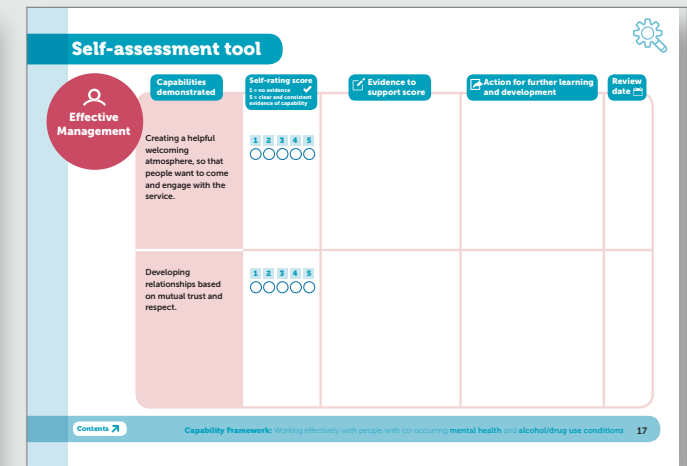 Self-assessment tool
Effective
Management
Capabilities
demonstrated
Self-rating score
1 = no evidence
5 = clear and consistent
evidence of capability
Evidence to
support score
Action for further learning
and development
Review
date
Creating a helpful
welcoming
atmosphere, so that
people want to come
and engage with the
service.
1 2 3 4 5
Developing
relationships based
on mutual trust and
respect.
1 2 3 4 5
Contents
Capability Framework: Working effectively with people with co-occurring mental health and alcohol/drug use conditions 17